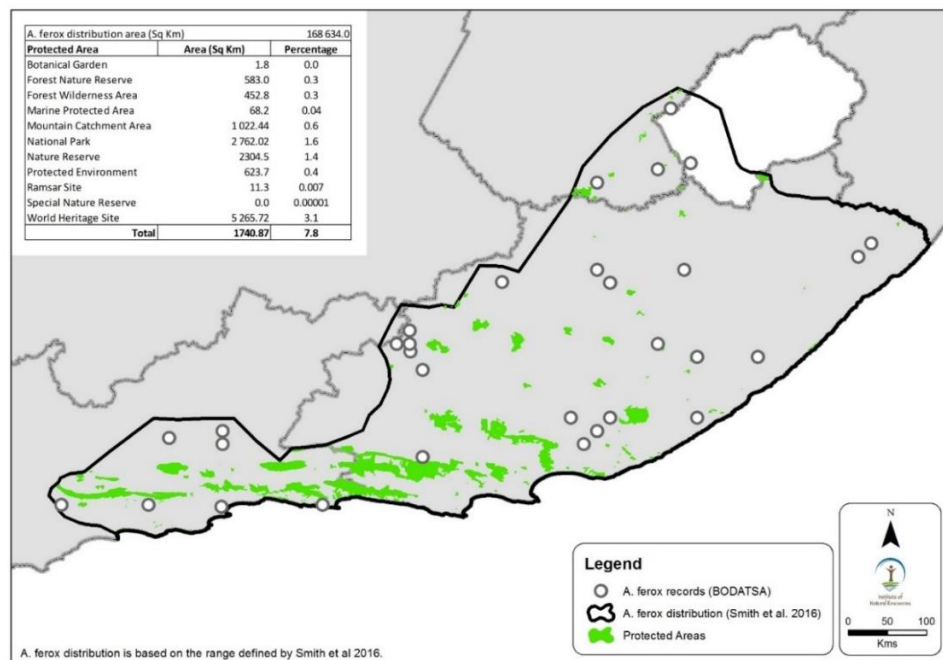 A. ferox distribution area (Sq Km) 168 634.0
Protected Area Area (Sq Km) Percentage
Botanical Garden 1.8 0.0
Forest Nature Reserve 583.0 0.3
Forest Wilderness Area 452.8 0.3
Marine Protected Area 68.2 0.04
Mountain Catchment Area 1 022.44 0.6
National Park 2 762.02 1.6
Nature Reserve 2304.5 1.4
Protected Environment 623.7 0.4
Ramsar Site 11.3 0.007
Special Nature Reserve 0.0 0.00001
World Heritage Site 5 265.72 3.1
Total 1740.87 7.8
Legend
A. ferox records (BODATSA)
A. ferox distribution (Smith et al. 2016)
Protected Areas
N
Institute of
Natural Resources
0 50 100
Kms
A. ferox distribution is based on the range defined by Smith et al 2016.